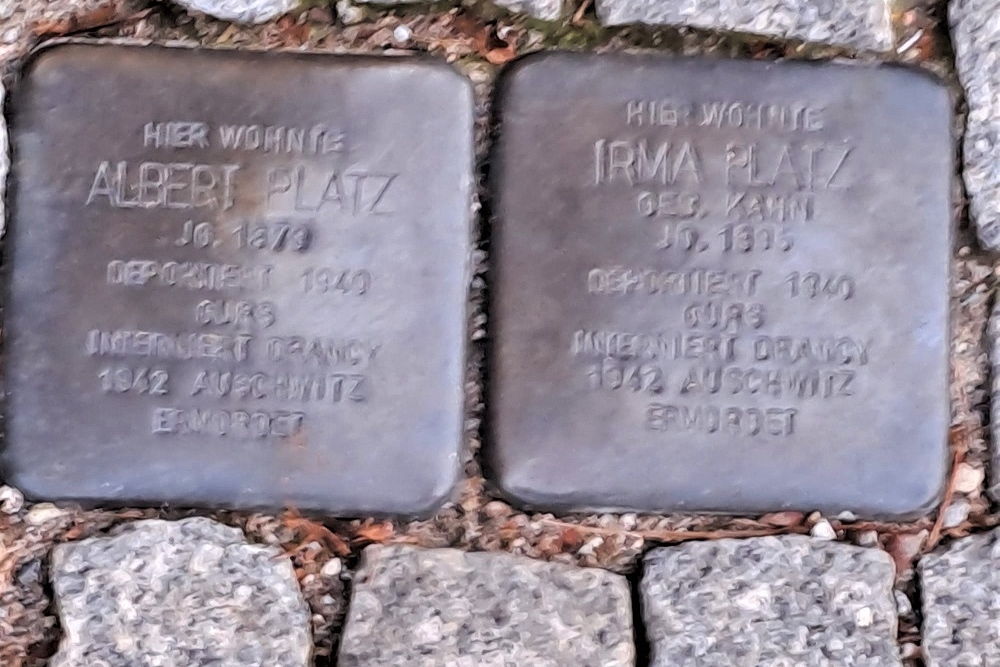 HIER WOHNTE
ALBERT PLATZ
JG. 1879
DEPORTIERT 1940
GURS
INTERNIERT DRANCY
1942 AUSCHWITZ
ERMORDET
HIER WOHNTE
IRMA PLATZ
GEB. KAHN
JG.
DEPORTIERT 1940
GURS
INTERNIERT DRANCY
1942 AUSCHWITZ
ERMORDET